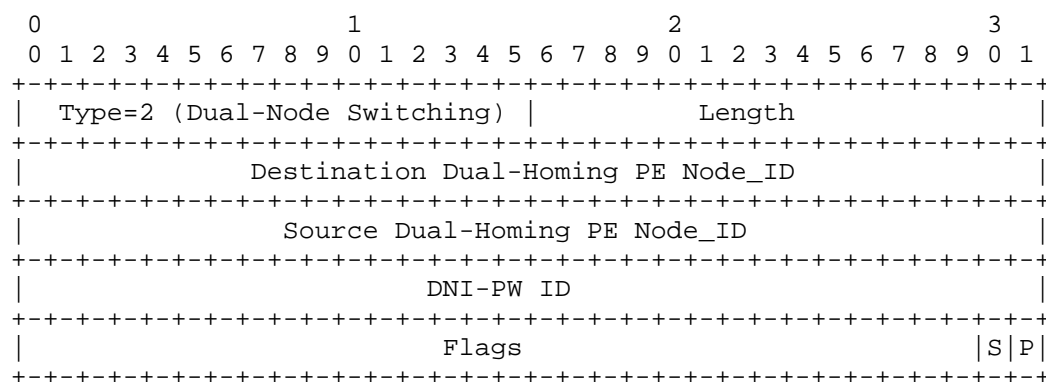 0                   1                   2                   3
 0 1 2 3 4 5 6 7 8 9 0 1 2 3 4 5 6 7 8 9 0 1 2 3 4 5 6 7 8 9 0 1
+-+-+-+-+-+-+-+-+-+-+-+-+-+-+-+-+-+-+-+-+-+-+-+-+-+-+-+-+-+-+-+-+
|  Type=2 (Dual-Node Switching) |          Length               |
+-+-+-+-+-+-+-+-+-+-+-+-+-+-+-+-+-+-+-+-+-+-+-+-+-+-+-+-+-+-+-+-+
|              Destination Dual-Homing PE Node_ID               |
+-+-+-+-+-+-+-+-+-+-+-+-+-+-+-+-+-+-+-+-+-+-+-+-+-+-+-+-+-+-+-+-+
|                Source Dual-Homing PE Node_ID                  |
+-+-+-+-+-+-+-+-+-+-+-+-+-+-+-+-+-+-+-+-+-+-+-+-+-+-+-+-+-+-+-+-+
|                         DNI-PW ID                             |
+-+-+-+-+-+-+-+-+-+-+-+-+-+-+-+-+-+-+-+-+-+-+-+-+-+-+-+-+-+-+-+-+
|                          Flags                            |S|P|
+-+-+-+-+-+-+-+-+-+-+-+-+-+-+-+-+-+-+-+-+-+-+-+-+-+-+-+-+-+-+-+-+